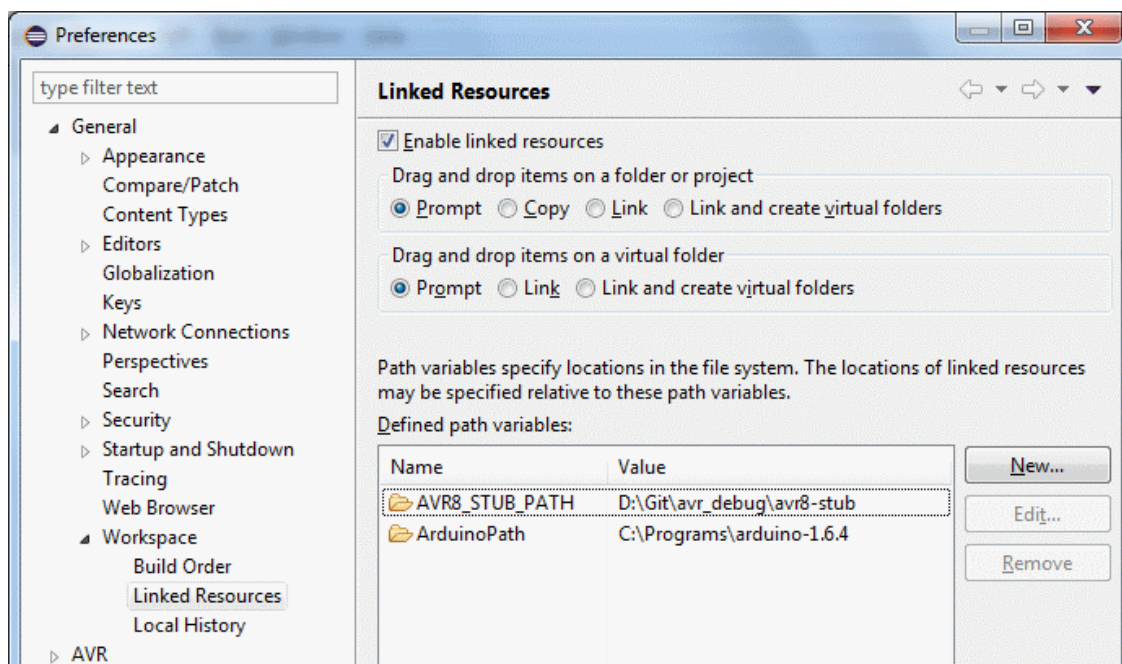 Preferences
type filter text
General
Appearance
Compare/Patch
Content Types
Editors
Globalization
Keys
Network Connections
Perspectives
Search
Security
Startup and Shutdown
Tracing
Web Browser
Workspace
Build Order
Linked Resources
Local History
AVR
Linked Resources
Enable linked resources
Drag and drop items on a folder or project
Prompt Copy Link Link and create virtual folders
Drag and drop items on a virtual folder
Prompt Link Link and create virtual folders
Path variables specify locations in the file system. The locations of linked resources
may be specified relative to these path variables.
Defined path variables:
Name Value
AVR8_STUB_PATH D:\Git\avr_debug\avr8-stub
ArduinoPath C:\Programs\arduino-1.6.4
New...
Edit...
Remove